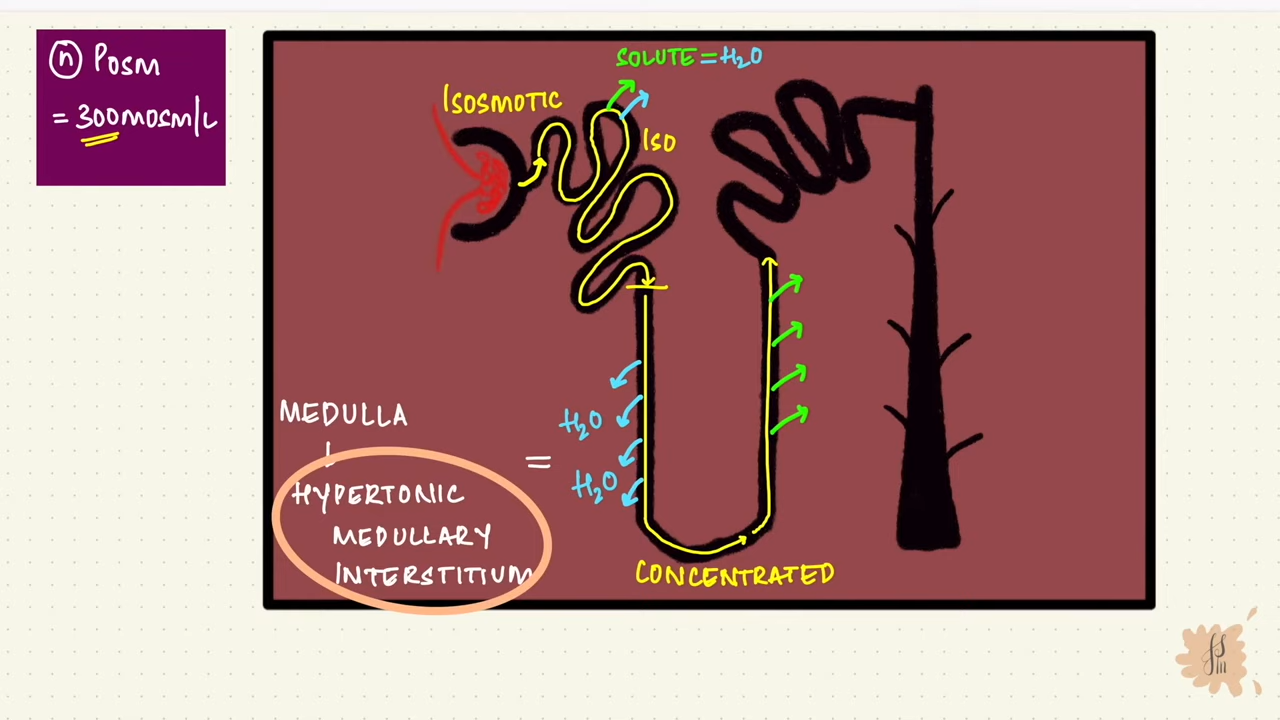 ⓝ POSM
= 300MOSM/L
SOLUTE = H₂O
ISOSMOTIC
ISO
MEDULLA
↓
HYPERTONIC
MEDULLARY
INTERSTITIUM
=
H₂O
H₂O
CONCENTRATED